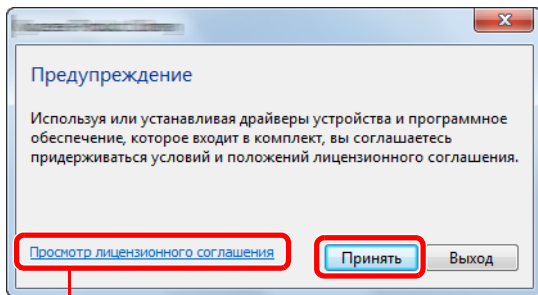 Предупреждение
Используя или устанавливая драйверы устройства и программное
обеспечение, которое входит в комплект, вы соглашаетесь
придерживаться условий и положений лицензионного соглашения.
Просмотр лицензионного соглашения
Принять
Выход